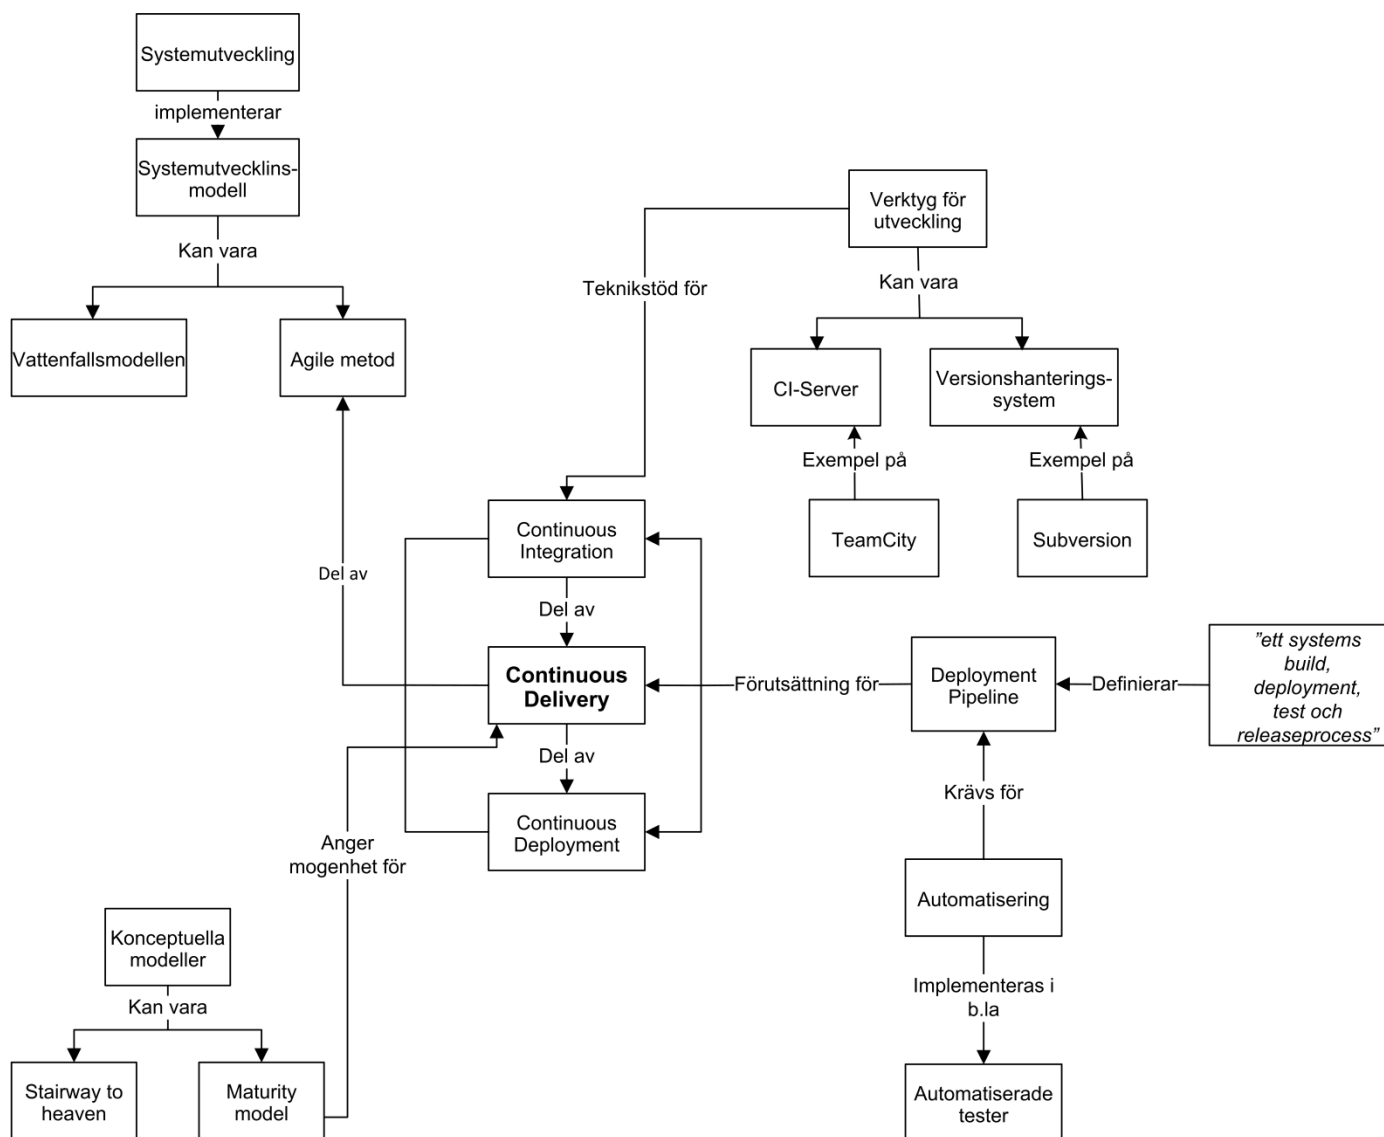 Systemutveckling
implementerar
Systemutvecklins-
modell
Kan vara
Vattenfallsmodellen
Agile metod
Verktyg för
utveckling
Teknikstöd för
Kan vara
CI-Server
Versionshanterings-
system
Exempel på
Exempel på
TeamCity
Subversion
Continuous
Integration
Del av
Del av
Continuous
Delivery
Förutsättning för
Deployment
Pipeline
Definierar
”ett systems
build,
deployment,
test och
releaseprocess”
Del av
Continuous
Deployment
Krävs för
Anger
mogenhet för
Automatisering
Konceptuella
modeller
Kan vara
Implementeras i
b.la
Stairway to
heaven
Maturity
model
Automatiserade
tester